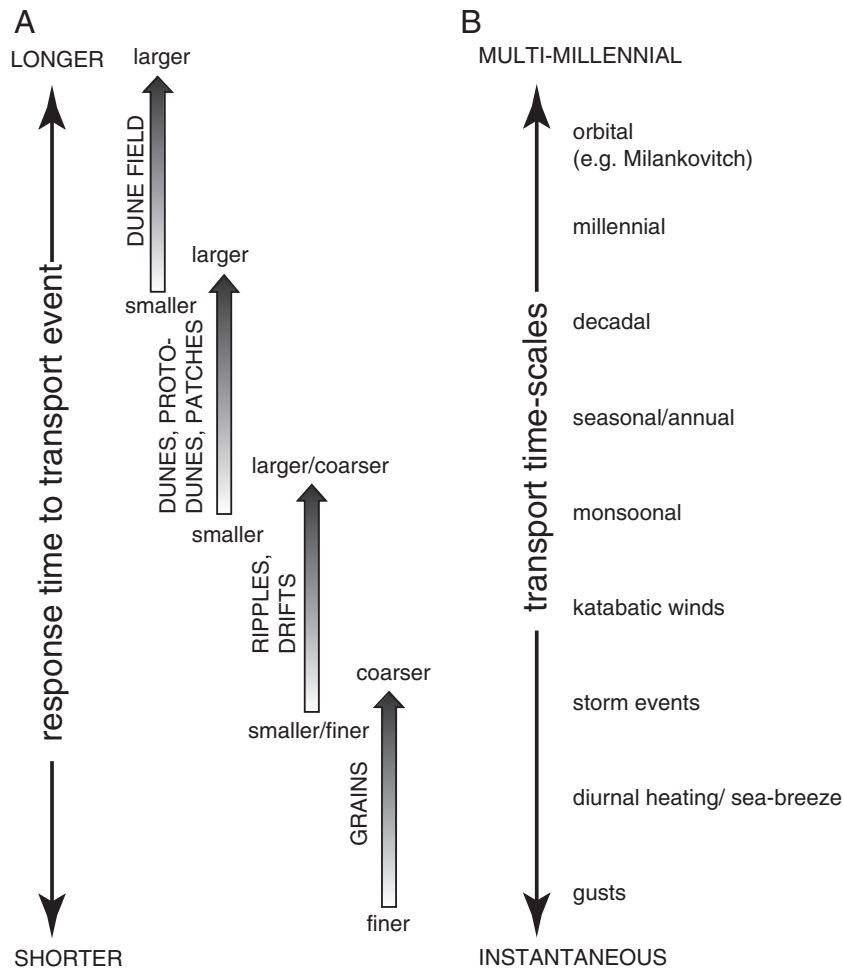 A
LONGER
larger
DUNE FIELD
smaller
larger
DUNES, PROTO-
DUNES, PATCHES
smaller
larger/coarser
RIPPLES,
DRIFTS
smaller/finer
coarser
GRAINS
finer
response time to transport event
SHORTER
B
MULTI-MILLENNIAL
orbital
(e.g. Milankovitch)
millennial
decadal
seasonal/annual
monsoonal
katabatic winds
storm events
diurnal heating/ sea-breeze
gusts
transport time-scales
INSTANTANEOUS